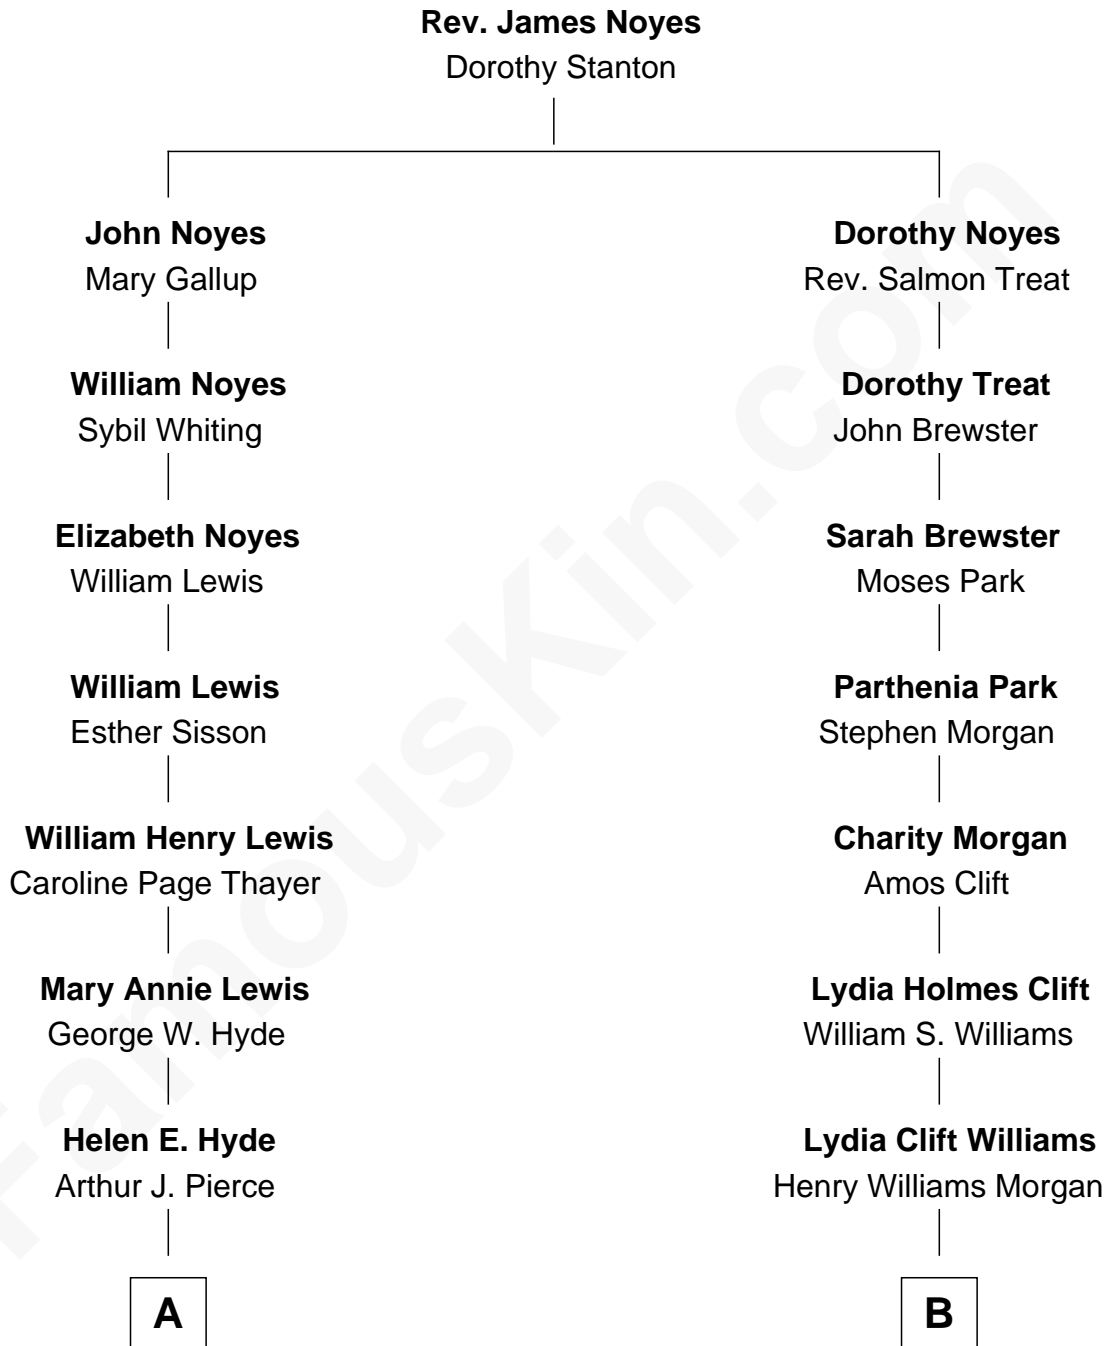 Rev. James Noyes
Dorothy Stanton
John Noyes
Mary Gallup
Dorothy Noyes
Rev. Salmon Treat
William Noyes
Sybil Whiting
Dorothy Treat
John Brewster
Elizabeth Noyes
William Lewis
Sarah Brewster
Moses Park
William Lewis
Esther Sisson
Parthenia Park
Stephen Morgan
William Henry Lewis
Caroline Page Thayer
Charity Morgan
Amos Clift
Mary Annie Lewis
George W. Hyde
Lydia Holmes Clift
William S. Williams
Helen E. Hyde
Arthur J. Pierce
Lydia Clift Williams
Henry Williams Morgan
A
B
FamousKin.com